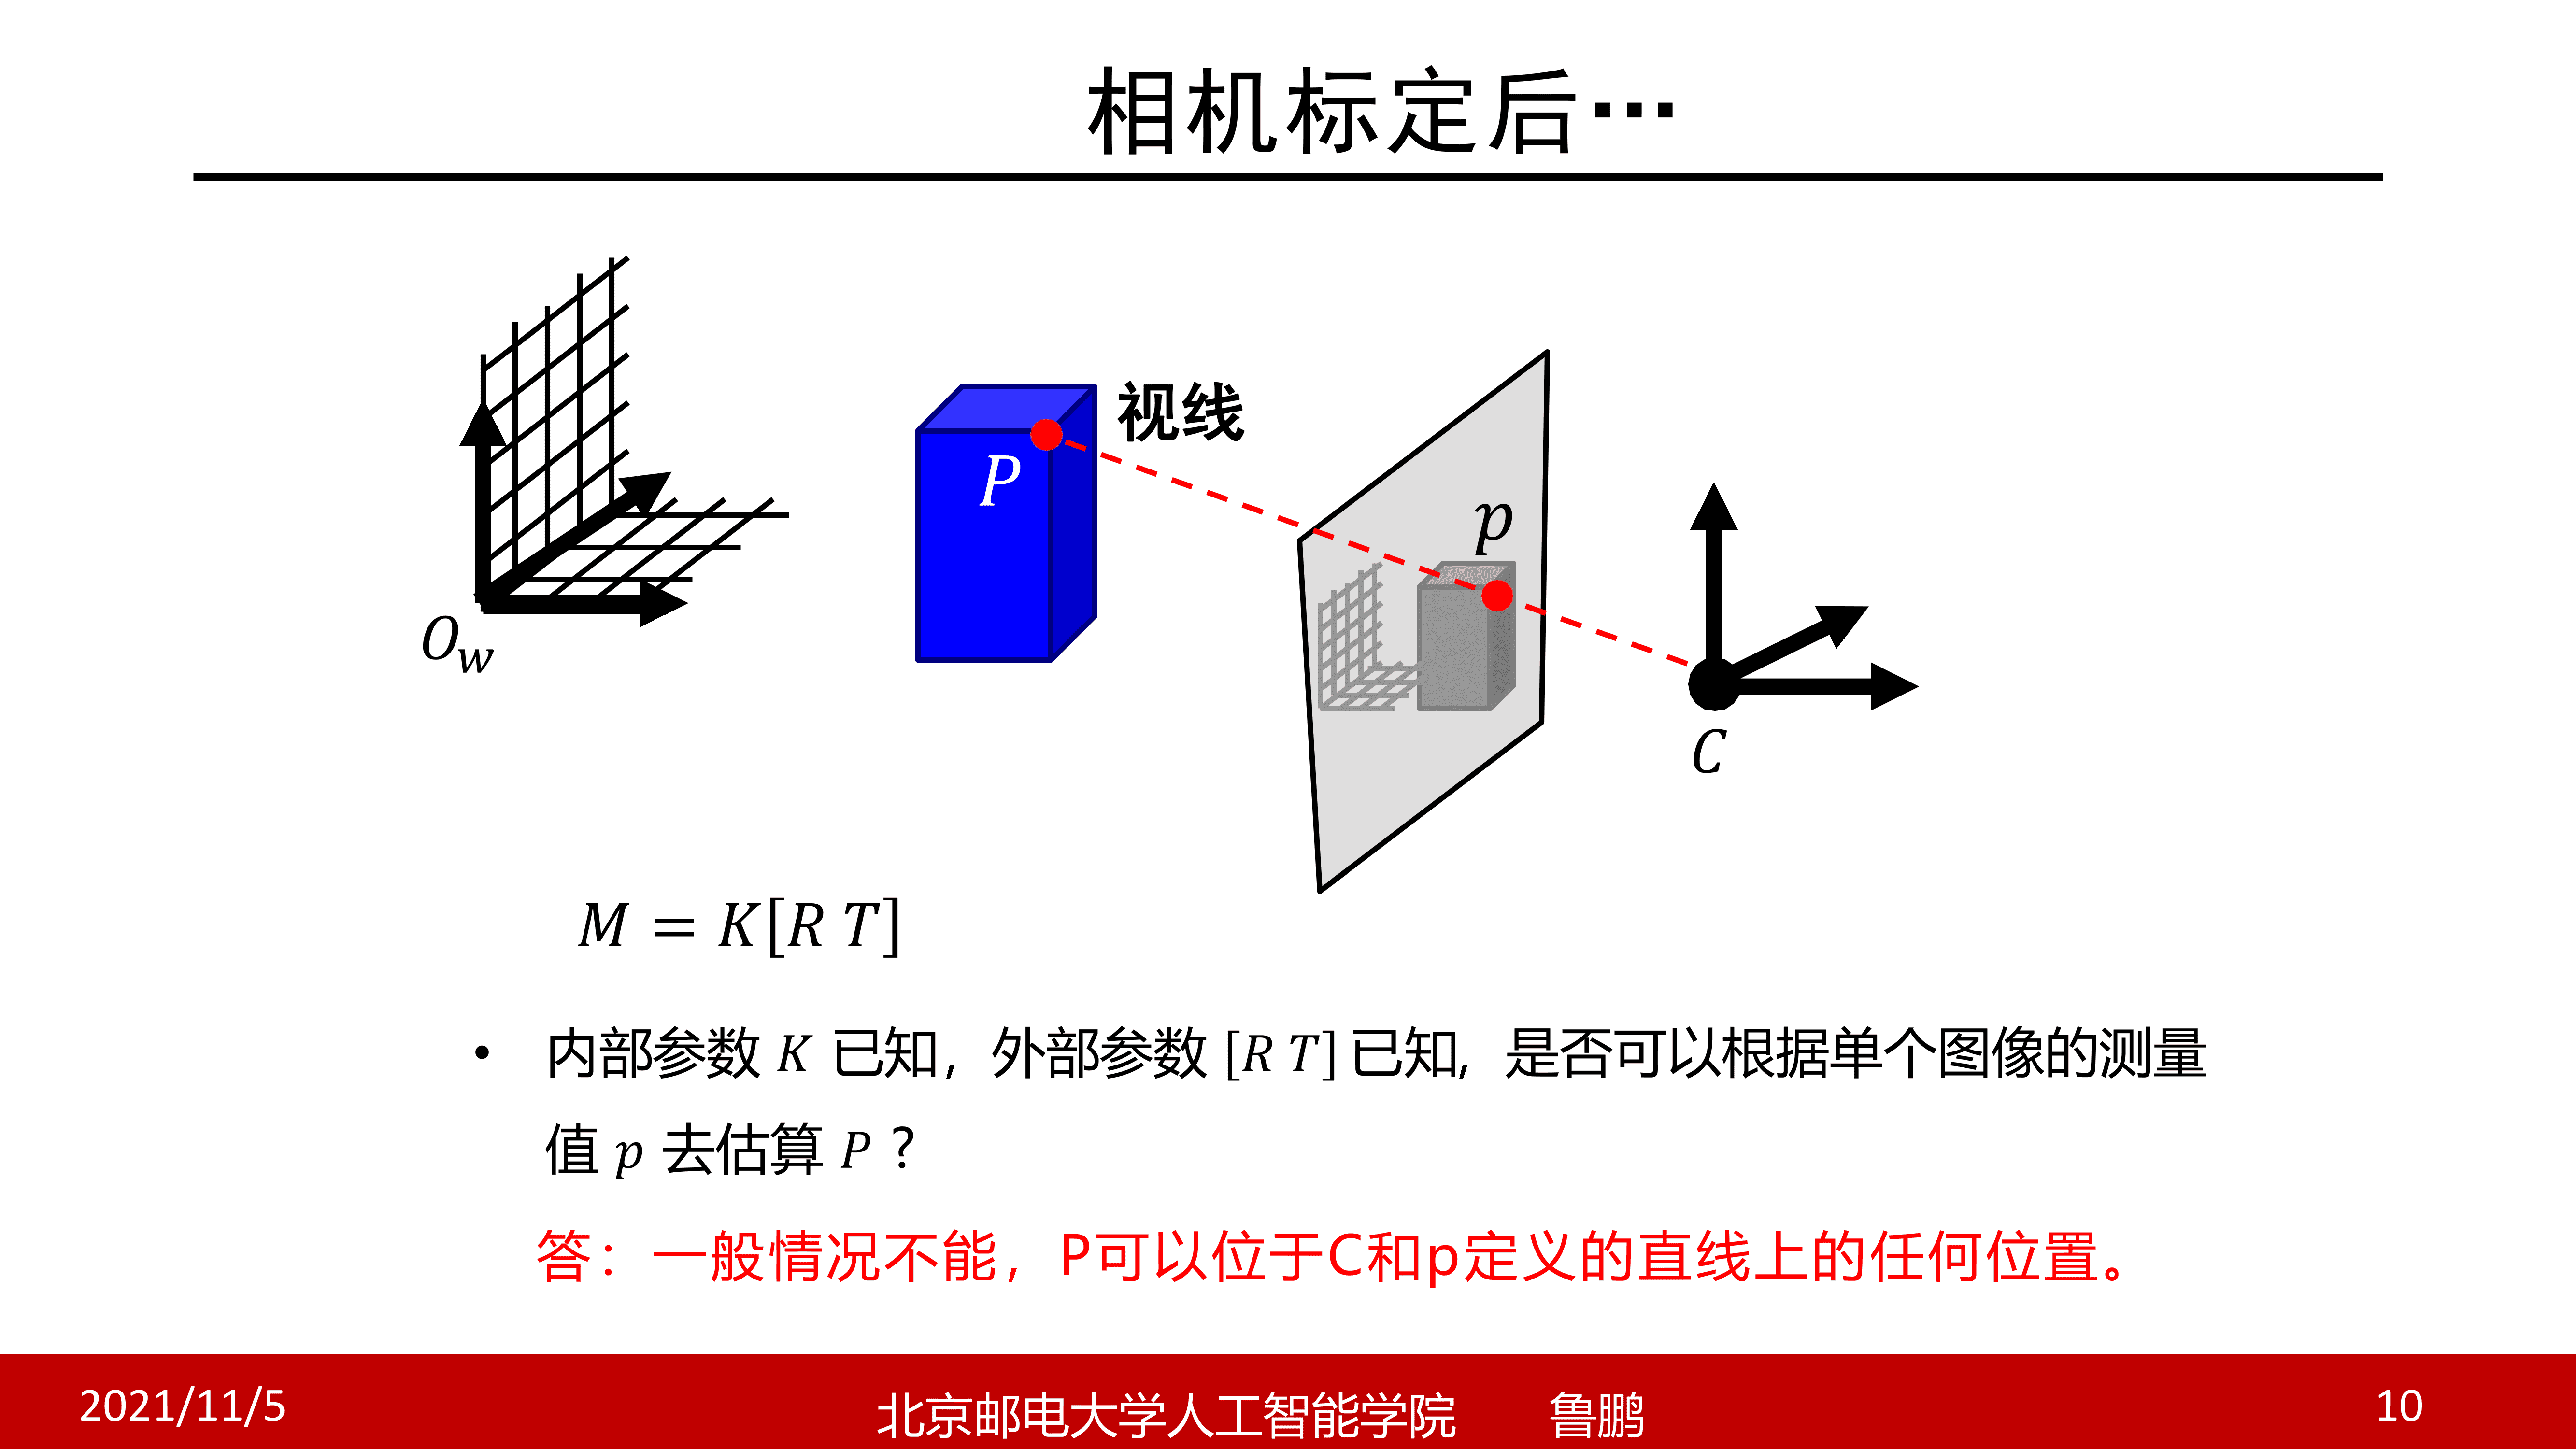 相机标定后…
视线
P
p
O_w
C
M = K[R T]
• 内部参数 K 已知，外部参数 [R T] 已知，是否可以根据单个图像的测量
值 p 去估算 P ？
答：一般情况不能，P可以位于C和p定义的直线上的任何位置。
2021/11/5
北京邮电大学人工智能学院 鲁鹏
10